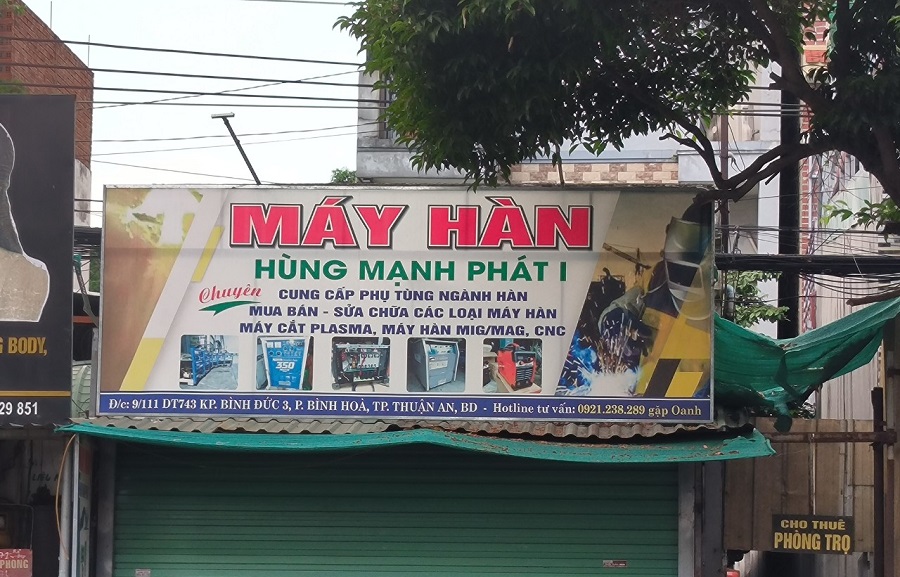 MÁY HÀN
HÙNG MẠNH PHÁT I
Chuyên
CUNG CẤP PHỤ TÙNG NGÀNH HÀN
MUA BÁN - SỬA CHỮA CÁC LOẠI MÁY HÀN
MÁY CẮT PLASMA, MÁY HÀN MIG/MAG, CNC
350
Đ/c: 9/111 DT743 KP. BÌNH ĐỨC 3, P. BÌNH HOÀ, TP. THUẬN AN, BD - Hotline tư vấn: 0921.238.289 gặp Oanh
BODY,
29 851
CHO THUÊ
PHÒNG TRỌ
PHONG